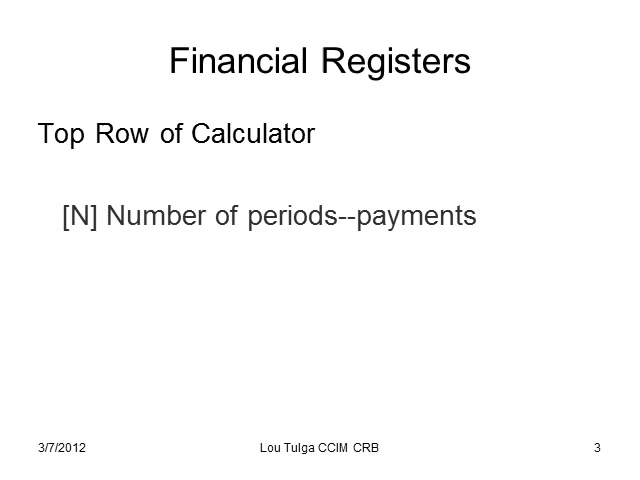 Financial Registers
Top Row of Calculator
[N] Number of periods--payments
3/7/2012
Lou Tulga CCIM CRB
3